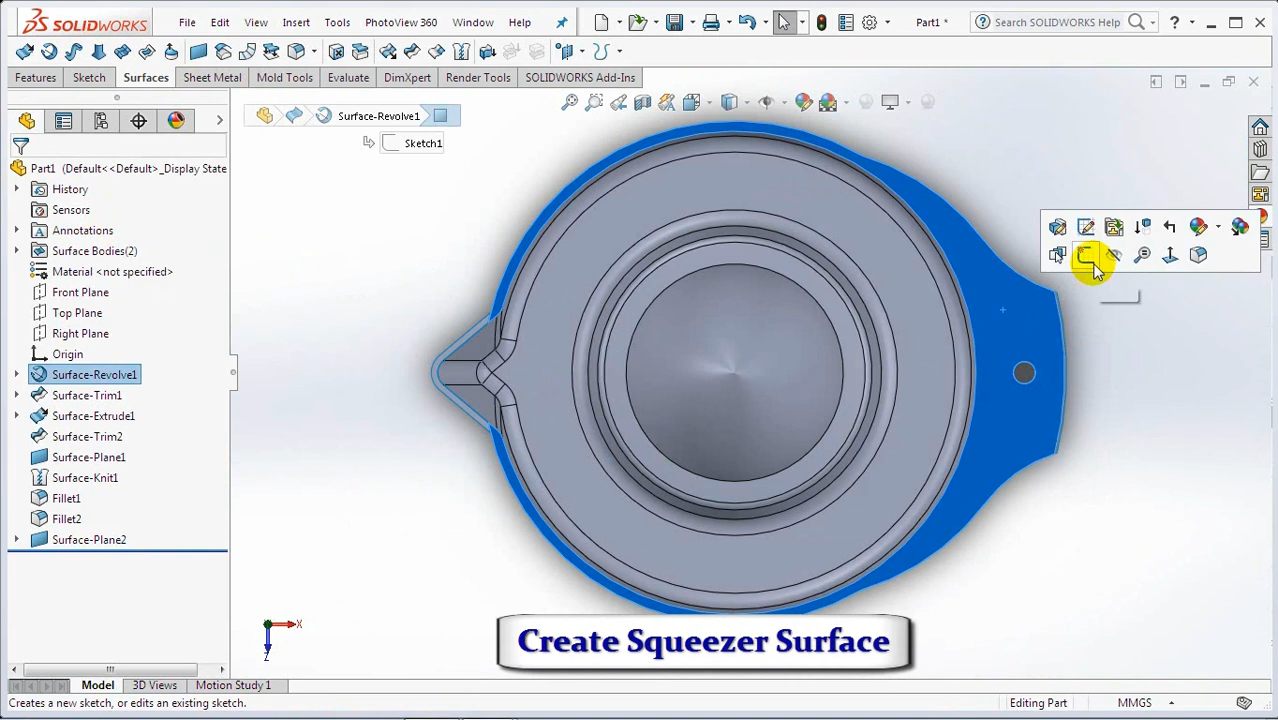 SOLIDWORKS File Edit View Insert Tools PhotoView 360 Window Help Part1 * Search SOLIDWORKS Help ?
Features Sketch Surfaces Sheet Metal Mold Tools Evaluate DimXpert Render Tools SOLIDWORKS Add-Ins
Surface-Revolve1
Sketch1
Part1 (Default<<Default>_Display State
History
Sensors
Annotations
Surface Bodies(2)
Material <not specified>
Front Plane
Top Plane
Right Plane
Origin
Surface-Revolve1
Surface-Trim1
Surface-Extrude1
Surface-Trim2
Surface-Plane1
Surface-Knit1
Fillet1
Fillet2
Surface-Plane2
X
Z
Create Squeezer Surface
Model 3D Views Motion Study 1
Creates a new sketch, or edits an existing sketch. Editing Part MMGS